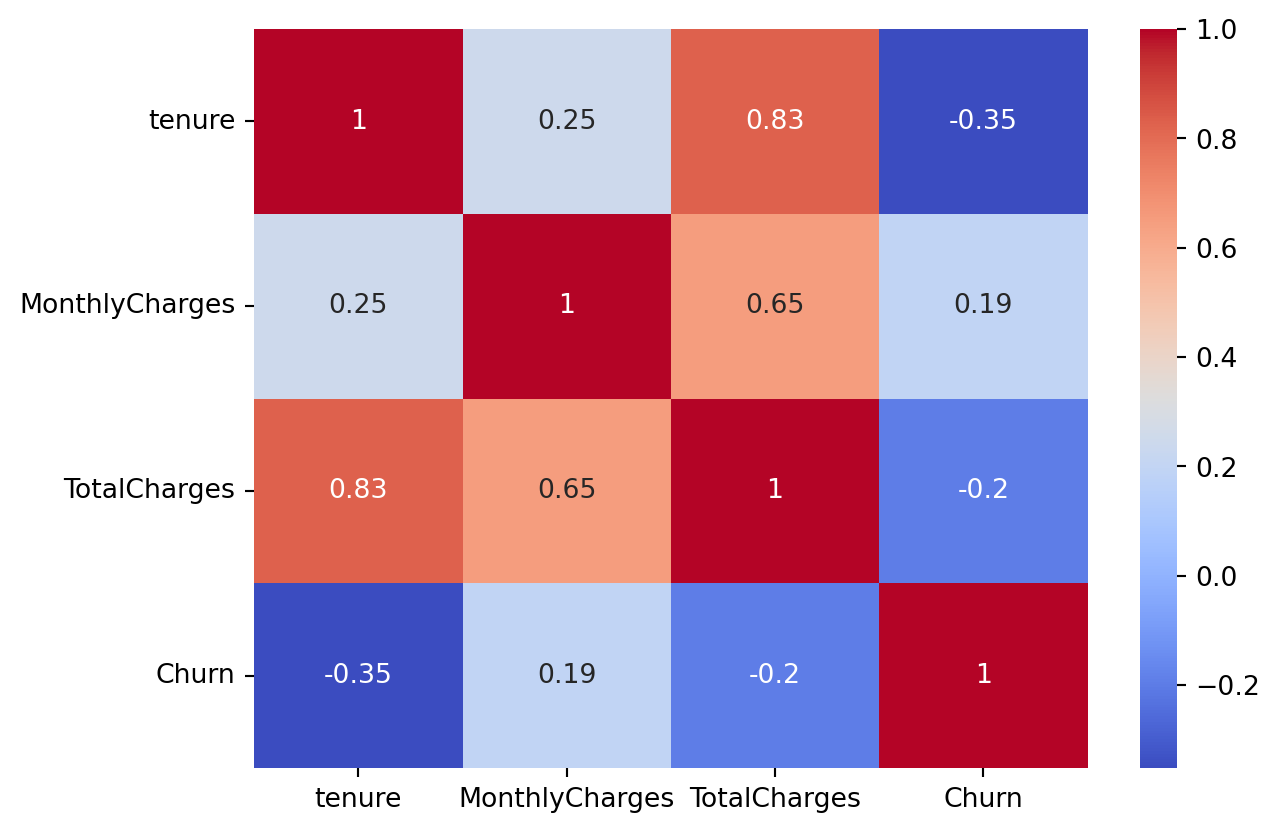 1.0
tenure 1 0.25 0.83 -0.35
0.8
0.6
MonthlyCharges 0.25 1 0.65 0.19
0.4
0.2
TotalCharges 0.83 0.65 1 -0.2
0.0
Churn -0.35 0.19 -0.2 1
−0.2
tenure MonthlyCharges TotalCharges Churn